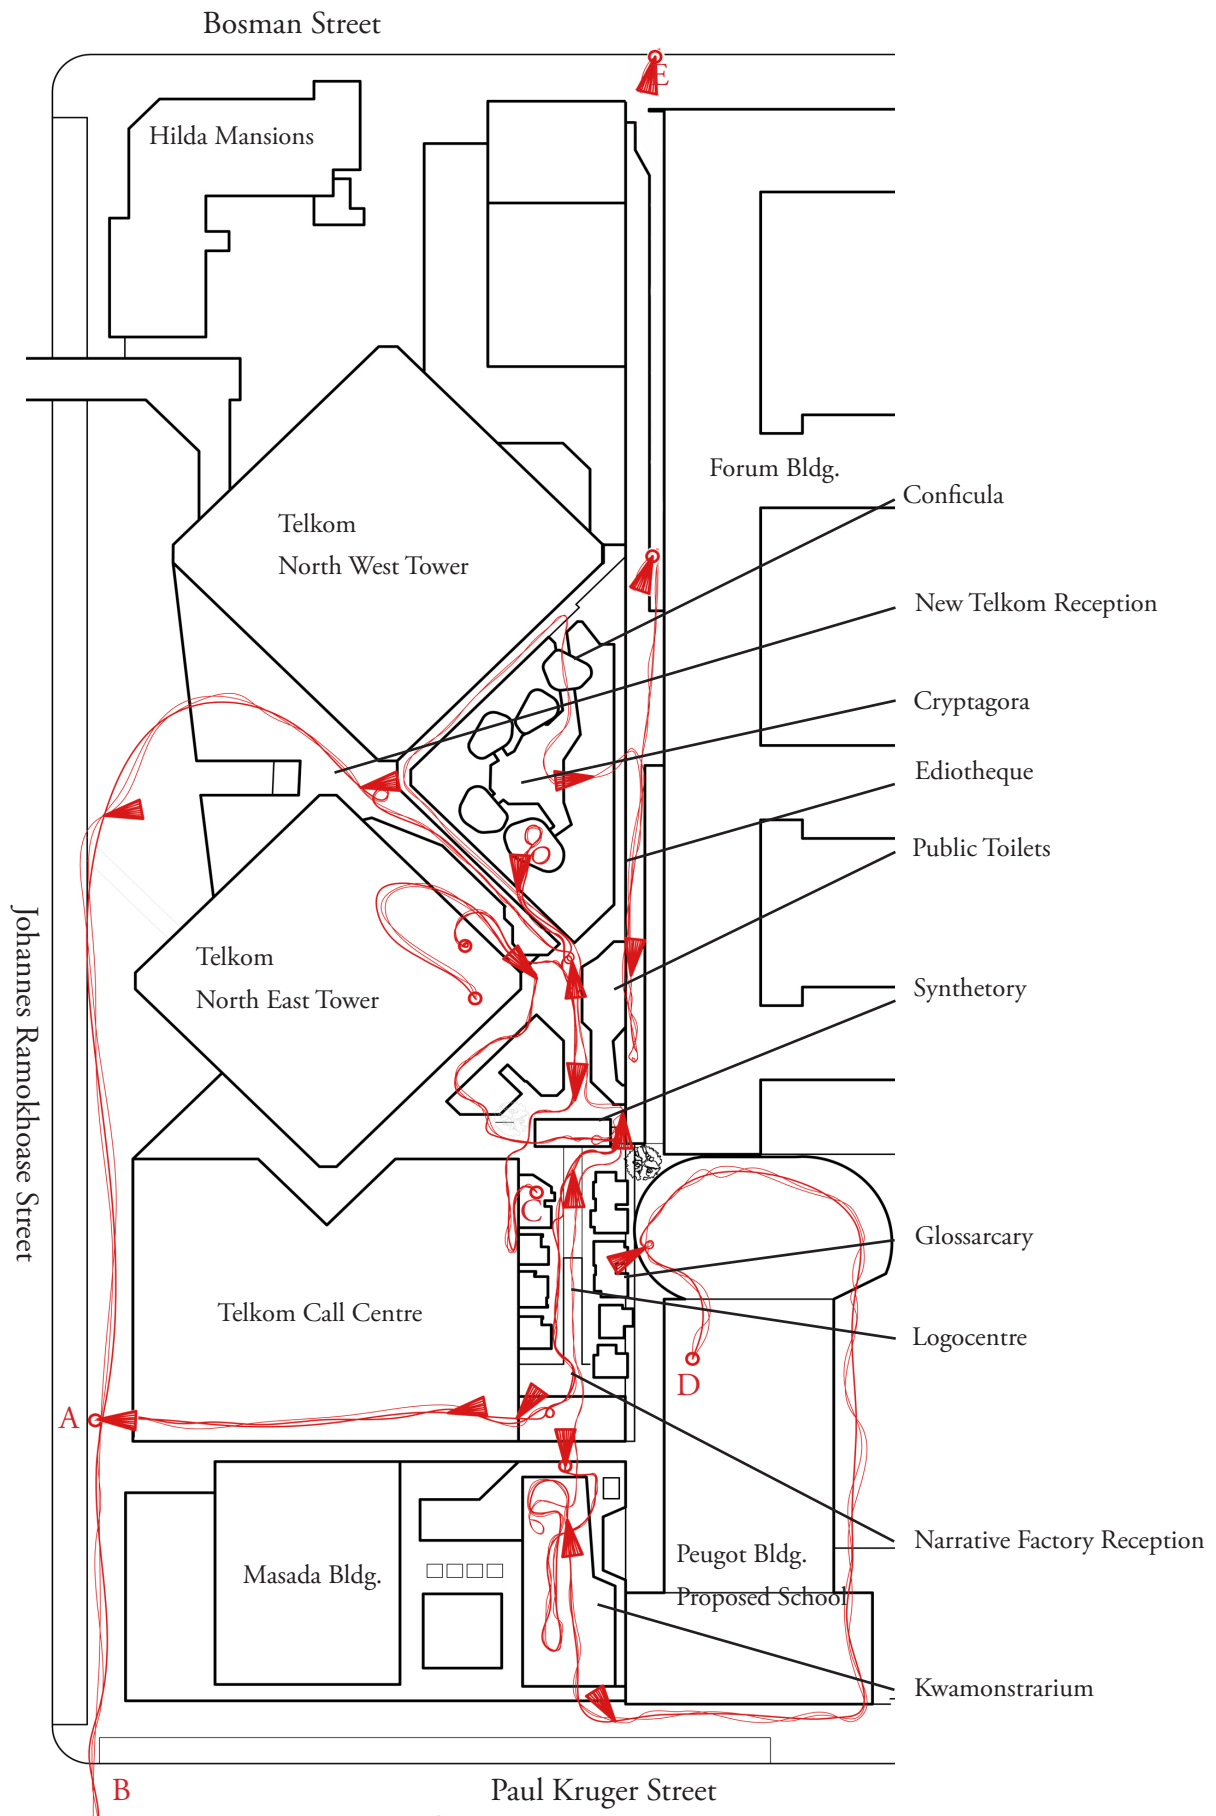 Bosman Street
E
Hilda Mansions
Forum Bldg.
Conficula
Telkom
North West Tower
New Telkom Reception
Cryptagora
Ediotheque
Public Toilets
Johannes Ramokhoase Street
Telkom
North East Tower
Synthetory
C
Glossarcary
Telkom Call Centre
Logocentre
D
A
Narrative Factory Reception
Peugot Bldg.
Proposed School
Masada Bldg.
Kwamonstrarium
B
Paul Kruger Street